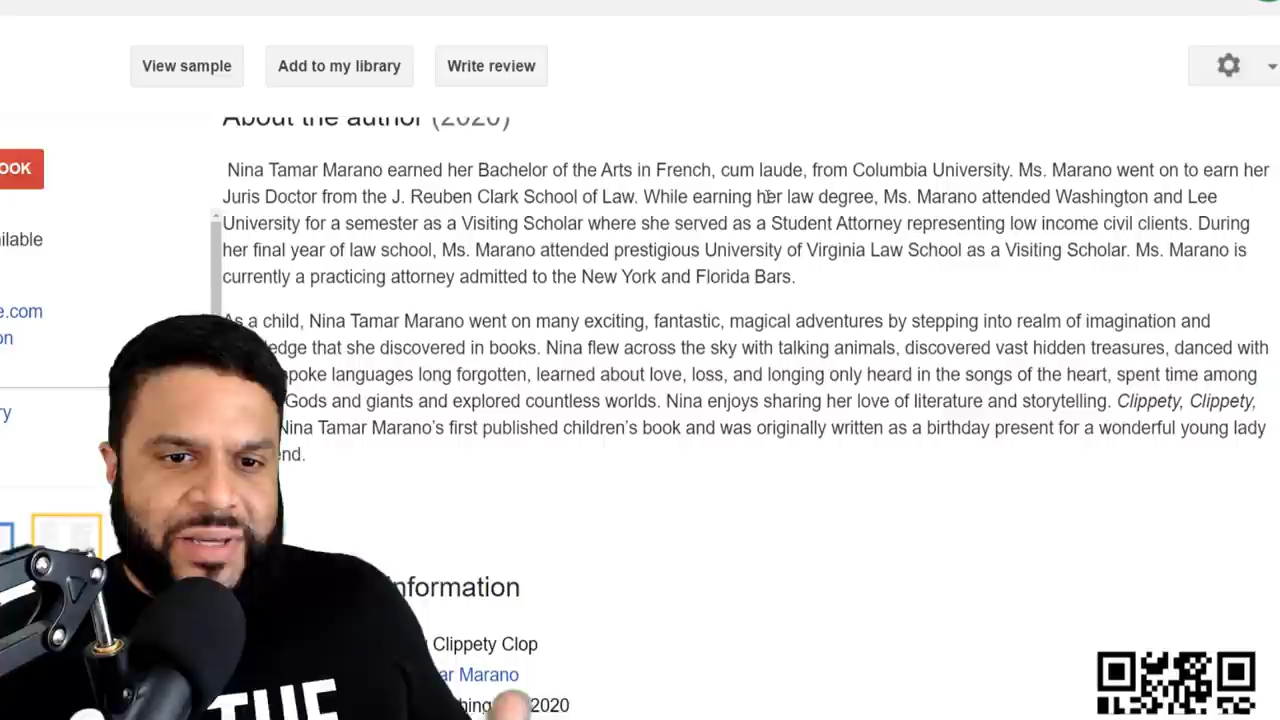 View sample
Add to my library
Write review
About the author (2020)
OOK
Nina Tamar Marano earned her Bachelor of the Arts in French, cum laude, from Columbia University. Ms. Marano went on to earn her
Juris Doctor from the J. Reuben Clark School of Law. While earning her law degree, Ms. Marano attended Washington and Lee
University for a semester as a Visiting Scholar where she served as a Student Attorney representing low income civil clients. During
her final year of law school, Ms. Marano attended prestigious University of Virginia Law School as a Visiting Scholar. Ms. Marano is
currently a practicing attorney admitted to the New York and Florida Bars.
ilable
e.com
on
ry
As a child, Nina Tamar Marano went on many exciting, fantastic, magical adventures by stepping into realm of imagination and
edge that she discovered in books. Nina flew across the sky with talking animals, discovered vast hidden treasures, danced with
spoke languages long forgotten, learned about love, loss, and longing only heard in the songs of the heart, spent time among
Gods and giants and explored countless worlds. Nina enjoys sharing her love of literature and storytelling. Clippety, Clippety,
Nina Tamar Marano's first published children's book and was originally written as a birthday present for a wonderful young lady
end.
nformation
Clippety Clop
ar Marano
hing
2020
THE